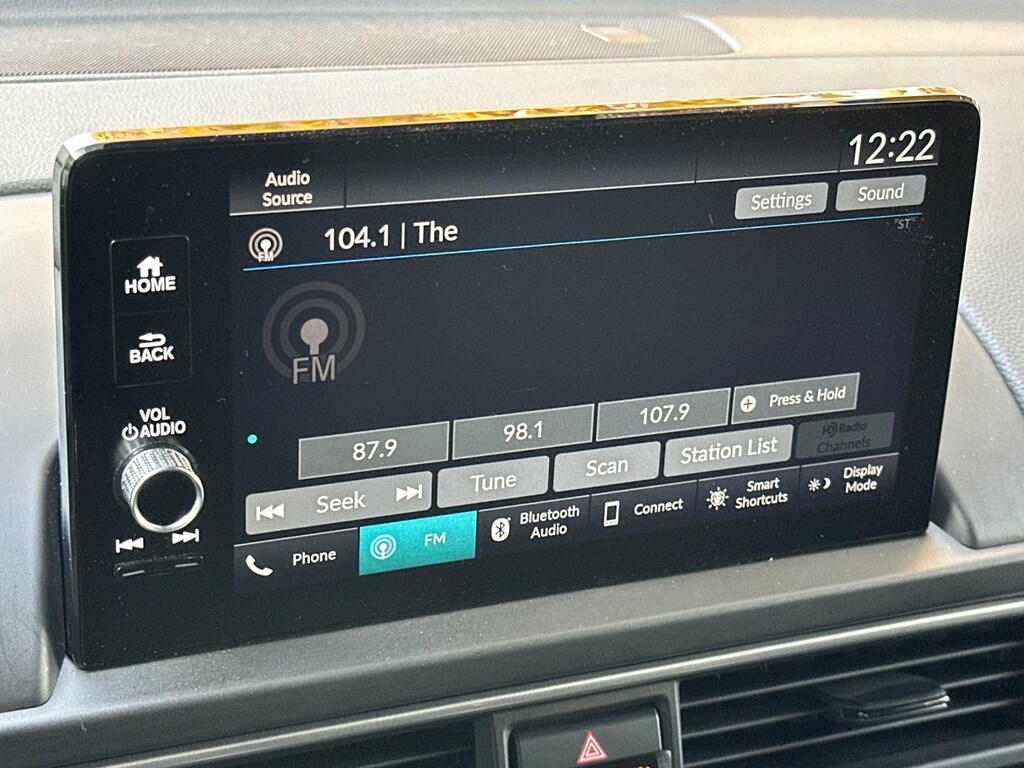 12:22
Audio
Source
Settings
Sound
FM
104.1 | The
"ST"
HOME
FM
BACK
VOL
AUDIO
87.9
98.1
107.9
Press & Hold
Seek
Tune
Scan
Station List
HD Radio
Channels
Phone
FM
Bluetooth
Audio
Connect
Smart
Shortcuts
Display
Mode